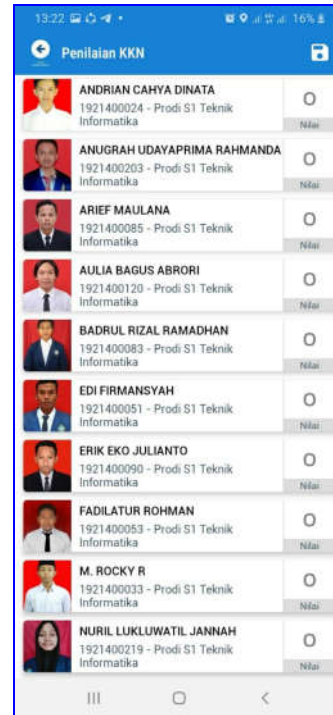 13:22
16%
Penilaian KKN
ANDRIAN CAHYA DINATA
1921400024 - Prodi S1 Teknik
Informatika
0
Nilai
ANUGRAH UDAYAPRIMA RAHMANDA
1921400203 - Prodi S1 Teknik
Informatika
0
Nilai
ARIEF MAULANA
1921400085 - Prodi S1 Teknik
Informatika
0
Nilai
AULIA BAGUS ABRORI
1921400120 - Prodi S1 Teknik
Informatika
0
Nilai
BADRUL RIZAL RAMADHAN
1921400083 - Prodi S1 Teknik
Informatika
0
Nilai
EDI FIRMANSYAH
1921400051 - Prodi S1 Teknik
Informatika
0
Nilai
ERIK EKO JULIANTO
1921400090 - Prodi S1 Teknik
Informatika
0
Nilai
FADILATUR ROHMAN
1921400053 - Prodi S1 Teknik
Informatika
0
Nilai
M. ROCKY R
1921400033 - Prodi S1 Teknik
Informatika
0
Nilai
NURIL LUKLUWATIL JANNAH
1921400219 - Prodi S1 Teknik
Informatika
0
Nilai